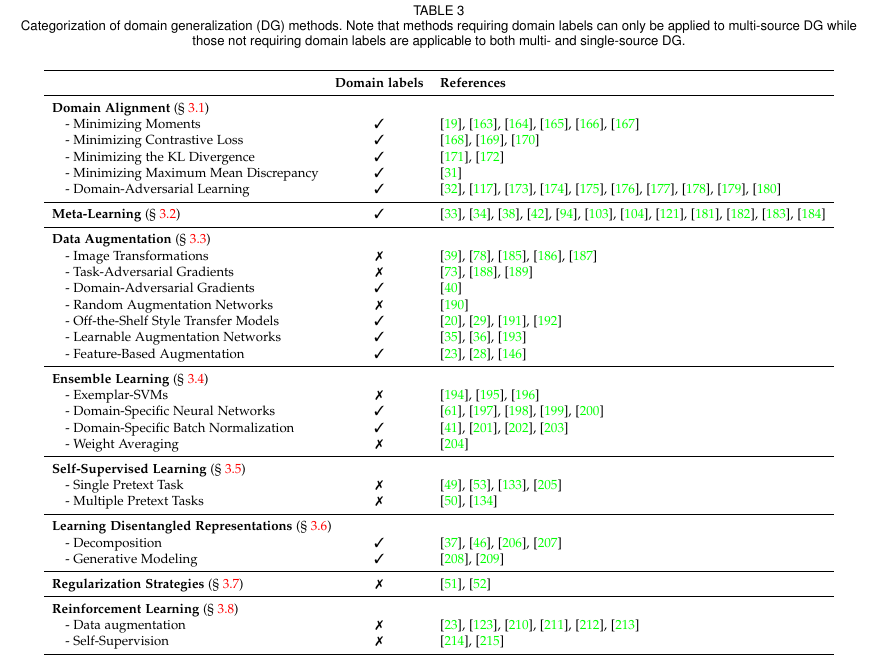 TABLE 3
Categorization of domain generalization (DG) methods. Note that methods requiring domain labels can only be applied to multi-source DG while
those not requiring domain labels are applicable to both multi- and single-source DG.
Domain labels References
Domain Alignment (§ 3.1)
- Minimizing Moments ✓ [19], [163], [164], [165], [166], [167]
- Minimizing Contrastive Loss ✓ [168], [169], [170]
- Minimizing the KL Divergence ✓ [171], [172]
- Minimizing Maximum Mean Discrepancy ✓ [31]
- Domain-Adversarial Learning ✓ [32], [117], [173], [174], [175], [176], [177], [178], [179], [180]
Meta-Learning (§ 3.2) ✓ [33], [34], [38], [42], [94], [103], [104], [121], [181], [182], [183], [184]
Data Augmentation (§ 3.3)
- Image Transformations ✗ [39], [78], [185], [186], [187]
- Task-Adversarial Gradients ✗ [73], [188], [189]
- Domain-Adversarial Gradients ✓ [40]
- Random Augmentation Networks ✗ [190]
- Off-the-Shelf Style Transfer Models ✓ [20], [29], [191], [192]
- Learnable Augmentation Networks ✓ [35], [36], [193]
- Feature-Based Augmentation ✓ [23], [28], [146]
Ensemble Learning (§ 3.4)
- Exemplar-SVMs ✗ [194], [195], [196]
- Domain-Specific Neural Networks ✓ [61], [197], [198], [199], [200]
- Domain-Specific Batch Normalization ✓ [41], [201], [202], [203]
- Weight Averaging ✗ [204]
Self-Supervised Learning (§ 3.5)
- Single Pretext Task ✗ [49], [53], [133], [205]
- Multiple Pretext Tasks ✗ [50], [134]
Learning Disentangled Representations (§ 3.6)
- Decomposition ✓ [37], [46], [206], [207]
- Generative Modeling ✓ [208], [209]
Regularization Strategies (§ 3.7) ✗ [51], [52]
Reinforcement Learning (§ 3.8)
- Data augmentation ✗ [23], [123], [210], [211], [212], [213]
- Self-Supervision ✗ [214], [215]